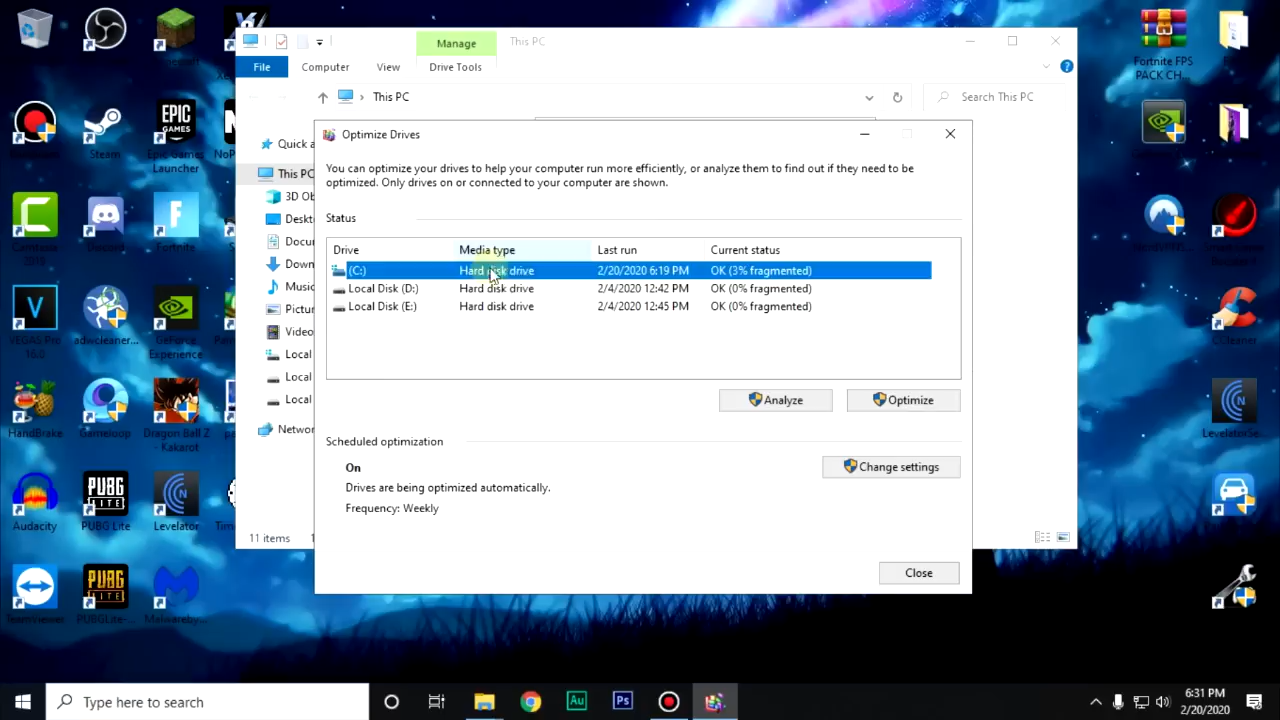 Manage
This PC
File
Computer
View
Drive Tools
This PC
Search This PC
Quick a
This PC
3D Ob
Deskt
Docu
Down
Music
Pictur
Video
Local
Local
Local
Networ
11 items
Optimize Drives
You can optimize your drives to help your computer run more efficiently, or analyze them to find out if they need to be
optimized. Only drives on or connected to your computer are shown.
Status
Drive Media type Last run Current status
(C:) Hard disk drive 2/20/2020 6:19 PM OK (3% fragmented)
Local Disk (D:) Hard disk drive 2/4/2020 12:42 PM OK (0% fragmented)
Local Disk (E:) Hard disk drive 2/4/2020 12:45 PM OK (0% fragmented)
Analyze
Optimize
Scheduled optimization
On
Drives are being optimized automatically.
Frequency: Weekly
Change settings
Close
Steam
EPIC
GAMES
Epic Games
Launcher
NoP
Camtasia
2019
Discord
Fortnite
VEGAS Pro
16.0
adwcleaner...
GeForce
Experience
HandBrake
Gameloop
Dragon Ball Z
- Kakarot
Audacity
PUBG
LITE
PUBG Lite
Levelator
Teamviewer
PUBG
LITE
PUBGLite-...
Malwareby...
Fortnite FPS
PACK CH...
CCleaner
LevelatorSe...
Type here to search
Au
Ps
6:31 PM
2/20/2020